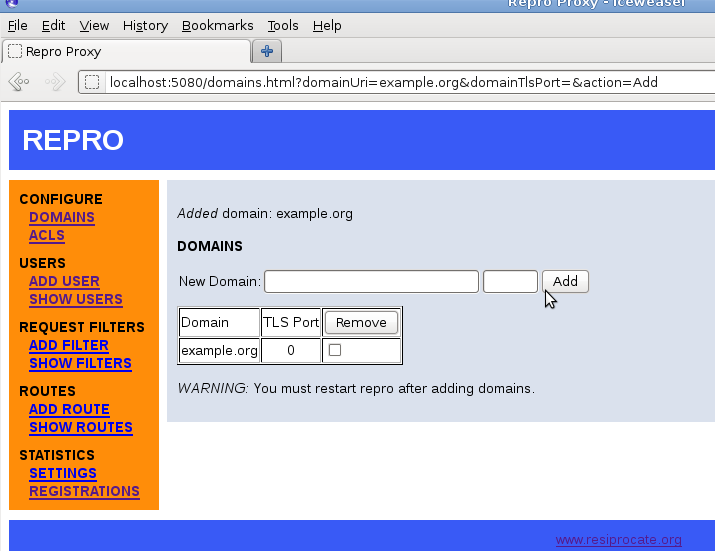 Repro Proxy - Iceweasel
File Edit View History Bookmarks Tools Help
Repro Proxy
localhost:5080/domains.html?domainUri=example.org&domainTlsPort=&action=Add
REPRO
CONFIGURE
DOMAINS
ACLS
USERS
ADD USER
SHOW USERS
REQUEST FILTERS
ADD FILTER
SHOW FILTERS
ROUTES
ADD ROUTE
SHOW ROUTES
STATISTICS
SETTINGS
REGISTRATIONS
Added domain: example.org
DOMAINS
New Domain: Add
Domain TLS Port Remove
example.org 0
WARNING: You must restart repro after adding domains.
www.resiprocate.org